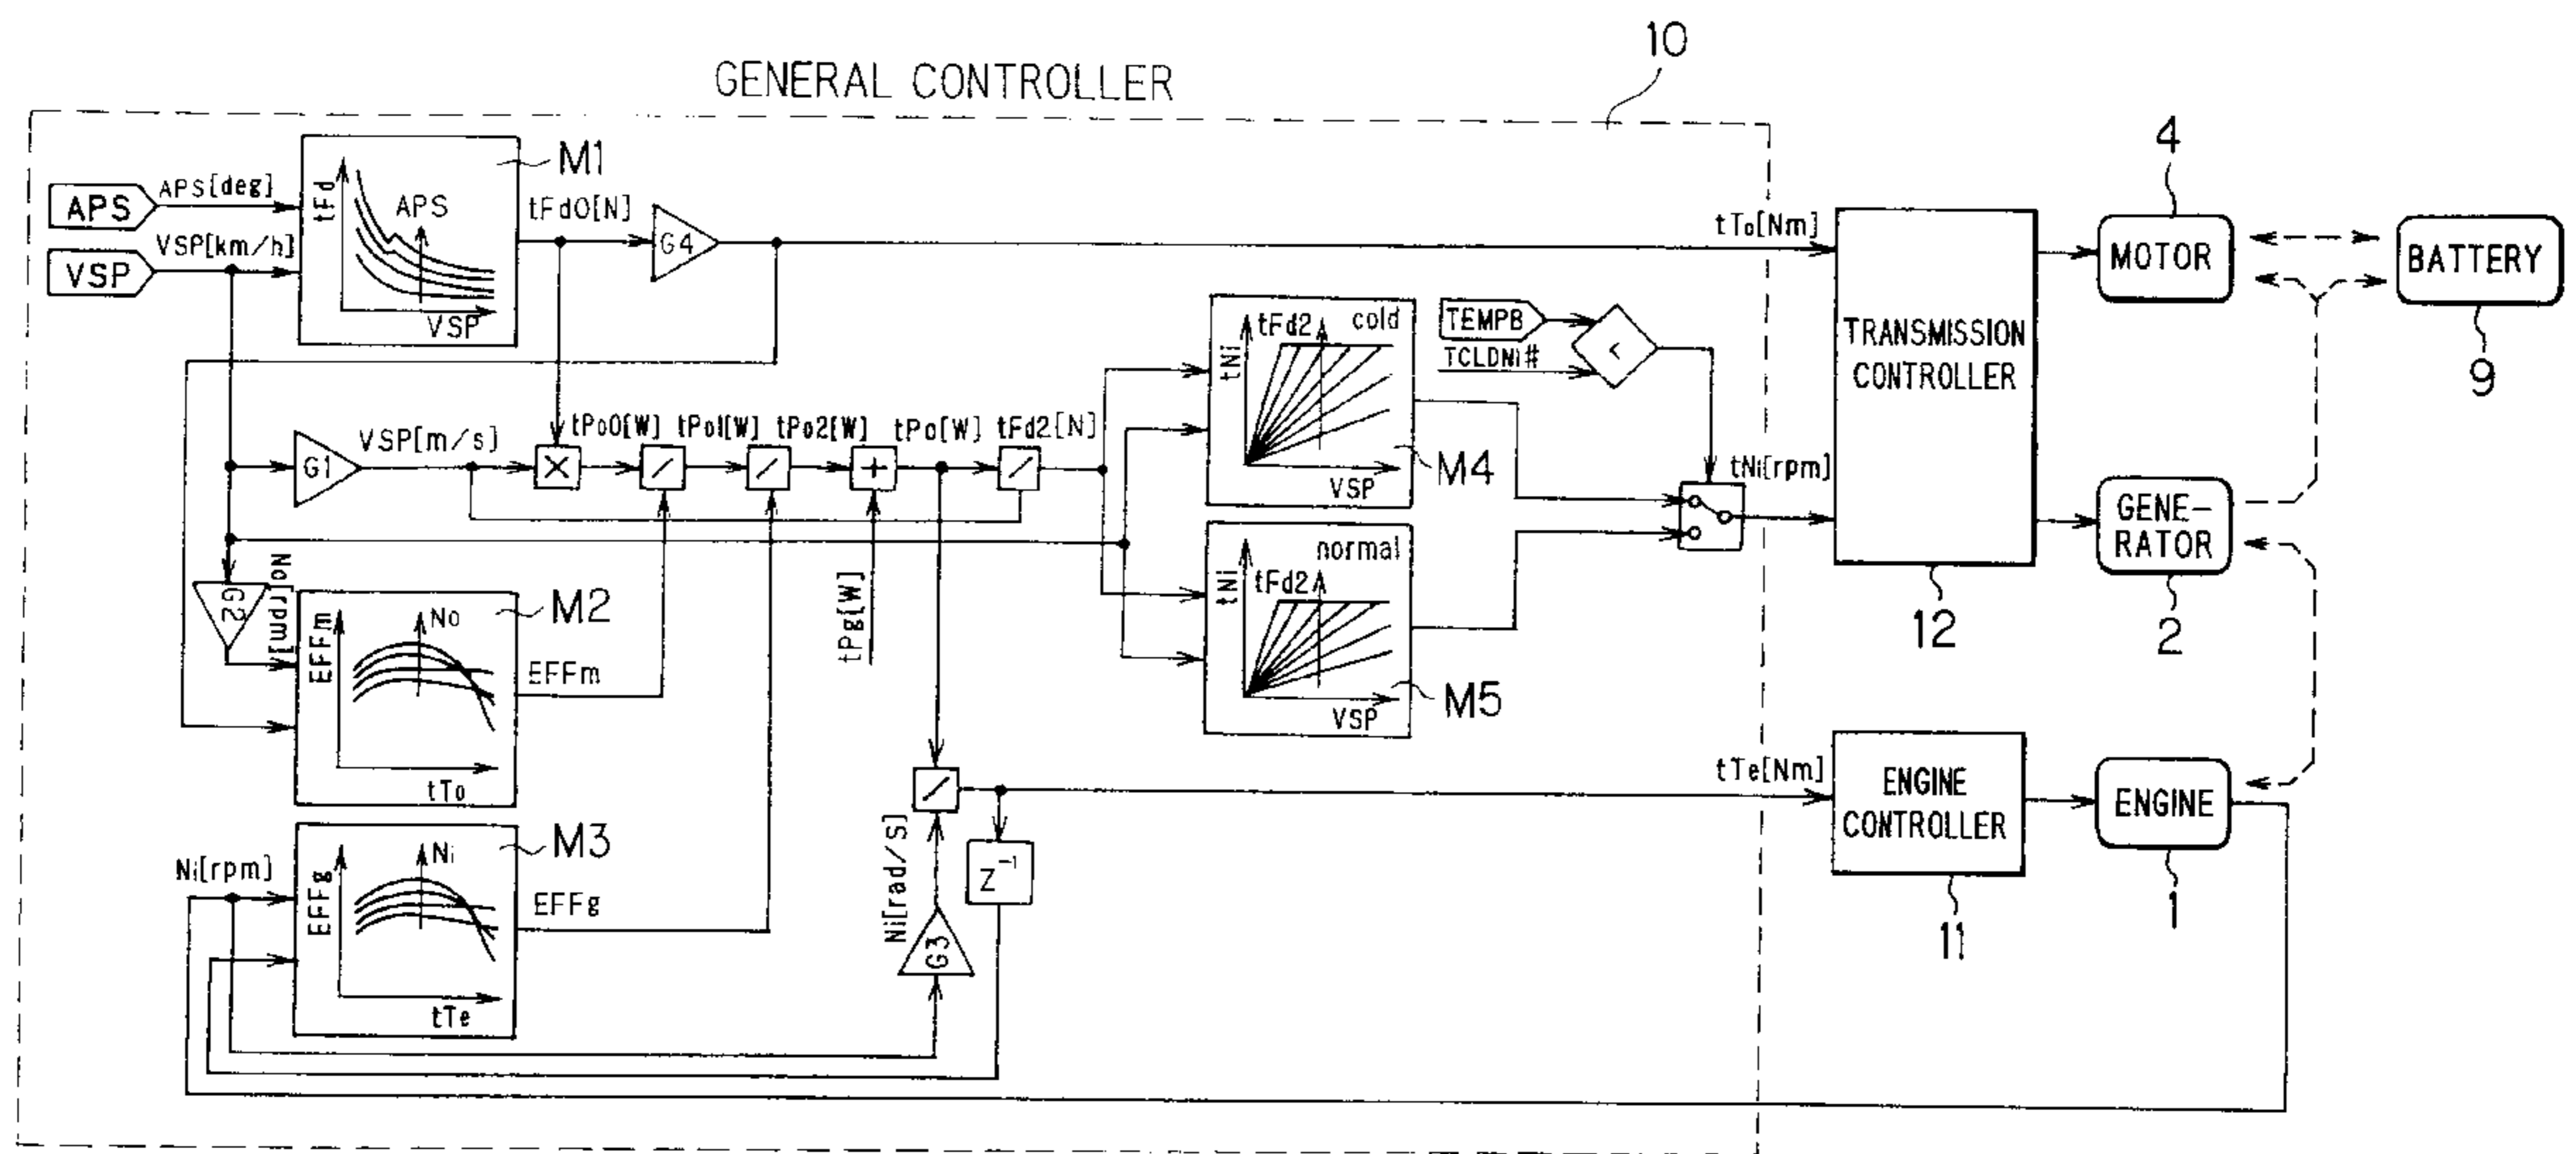 10
GENERAL CONTROLLER
M1
APS
APS[deg]
tFd
APS
VSP
tFd0[N]
G4
VSP
VSP[km/h]
tTo[Nm]
TRANSMISSION
CONTROLLER
12
4
MOTOR
BATTERY
9
tFd2
cold
tNi
VSP
M4
TEMPB
TCLDNi#
<
G1
VSP[m/s]
×
tPo0[W]
/
tPo1[W]
/
tPo2[W]
+
tPo[W]
/
tFd2[N]
tNi[rpm]
GENE-
RATOR
2
normal
tNi
tFd2
VSP
M5
G2
No[rpm]
M2
EFFm
No
tTo
EFFm
tPg[W]
/
tTe[Nm]
ENGINE
CONTROLLER
11
ENGINE
1
M3
Ni[rpm]
EFFg
Ni
tTe
EFFg
Ni[rad/S]
G3
Z⁻¹